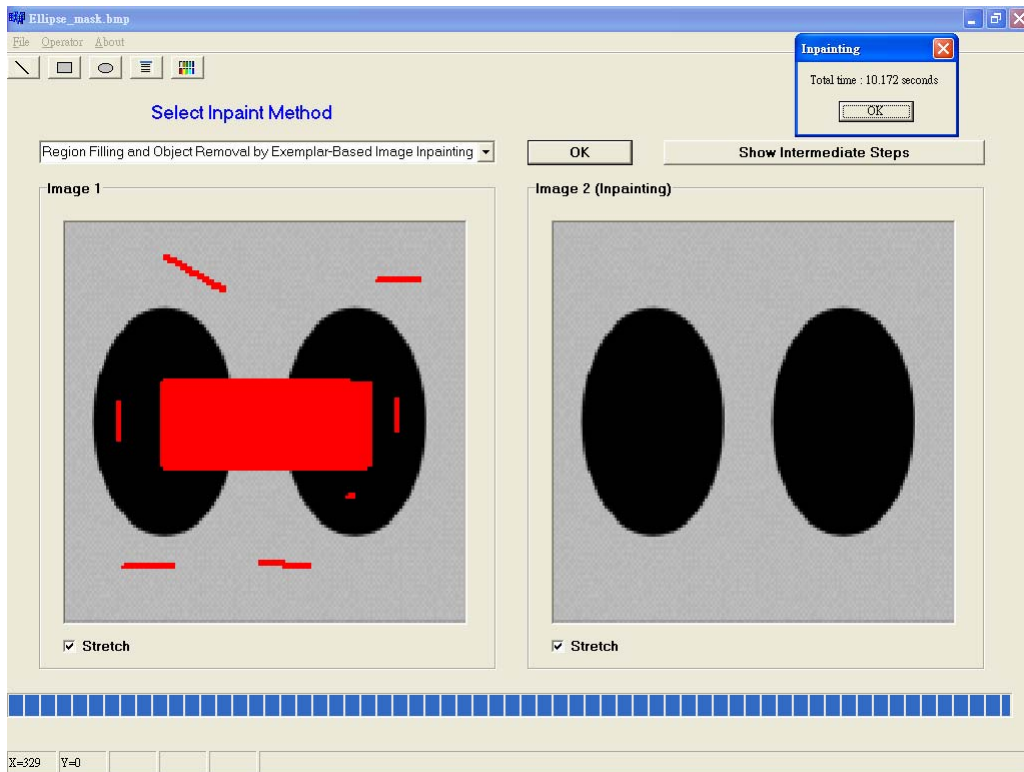 Ellipse_mask.bmp
File Operator About
Inpainting
Total time : 10.172 seconds
OK
Select Inpaint Method
Region Filling and Object Removal by Exemplar-Based Image Inpainting
OK
Show Intermediate Steps
Image 1
Image 2 (Inpainting)
Stretch
Stretch
X=329 Y=0